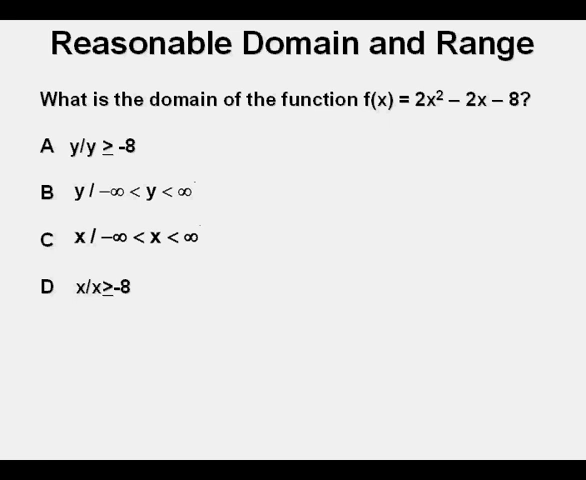 Reasonable Domain and Range
What is the domain of the function f(x) = 2x² – 2x – 8?
A y/y ≥ -8
B y / –∞ < y < ∞
C x / –∞ < x < ∞
D x/x≥-8